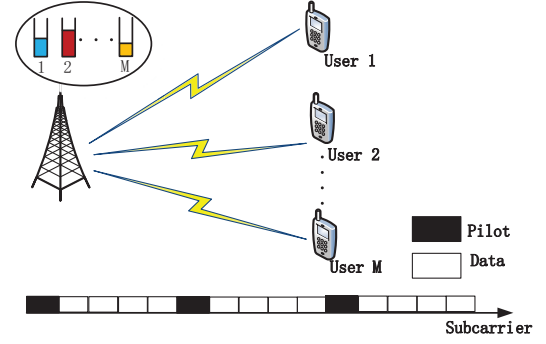 1 2 ··· M
User 1
User 2
User M
Pilot
Data
Subcarrier